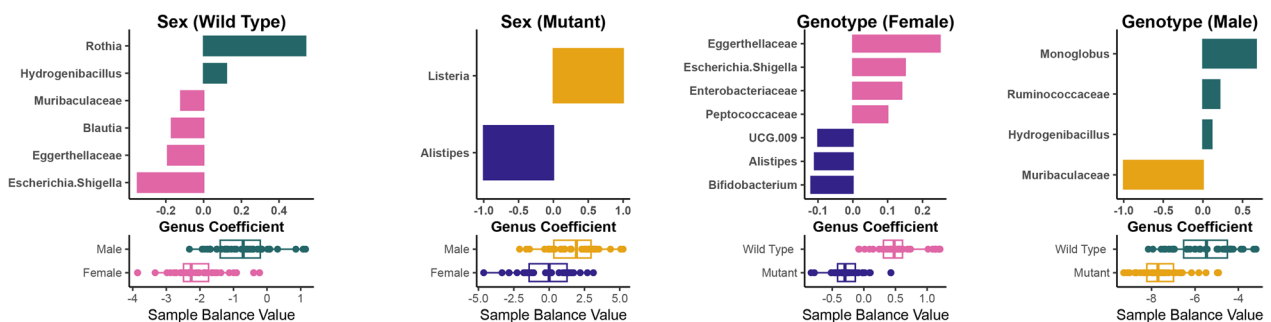 Sex (Wild Type)
Rothia
Hydrogenibacillus
Muribaculaceae
Blautia
Eggerthellaceae
Escherichia.Shigella
-0.2 0.0 0.2 0.4
Genus Coefficient
Male
Female
-4 -3 -2 -1 0 1
Sample Balance Value
Sex (Mutant)
Listeria
Alistipes
-1.0 -0.5 0.0 0.5 1.0
Genus Coefficient
Male
Female
-5.0 -2.5 0.0 2.5 5.0
Sample Balance Value
Genotype (Female)
Eggerthellaceae
Escherichia.Shigella
Enterobacteriaceae
Peptococcaceae
UCG.009
Alistipes
Bifidobacterium
-0.1 0.0 0.1 0.2
Genus Coefficient
Wild Type
Mutant
-0.5 0.0 0.5 1.0
Sample Balance Value
Genotype (Male)
Monoglobus
Ruminococcaceae
Hydrogenibacillus
Muribaculaceae
-1.0 -0.5 0.0 0.5
Genus Coefficient
Wild Type
Mutant
-8 -6 -4
Sample Balance Value